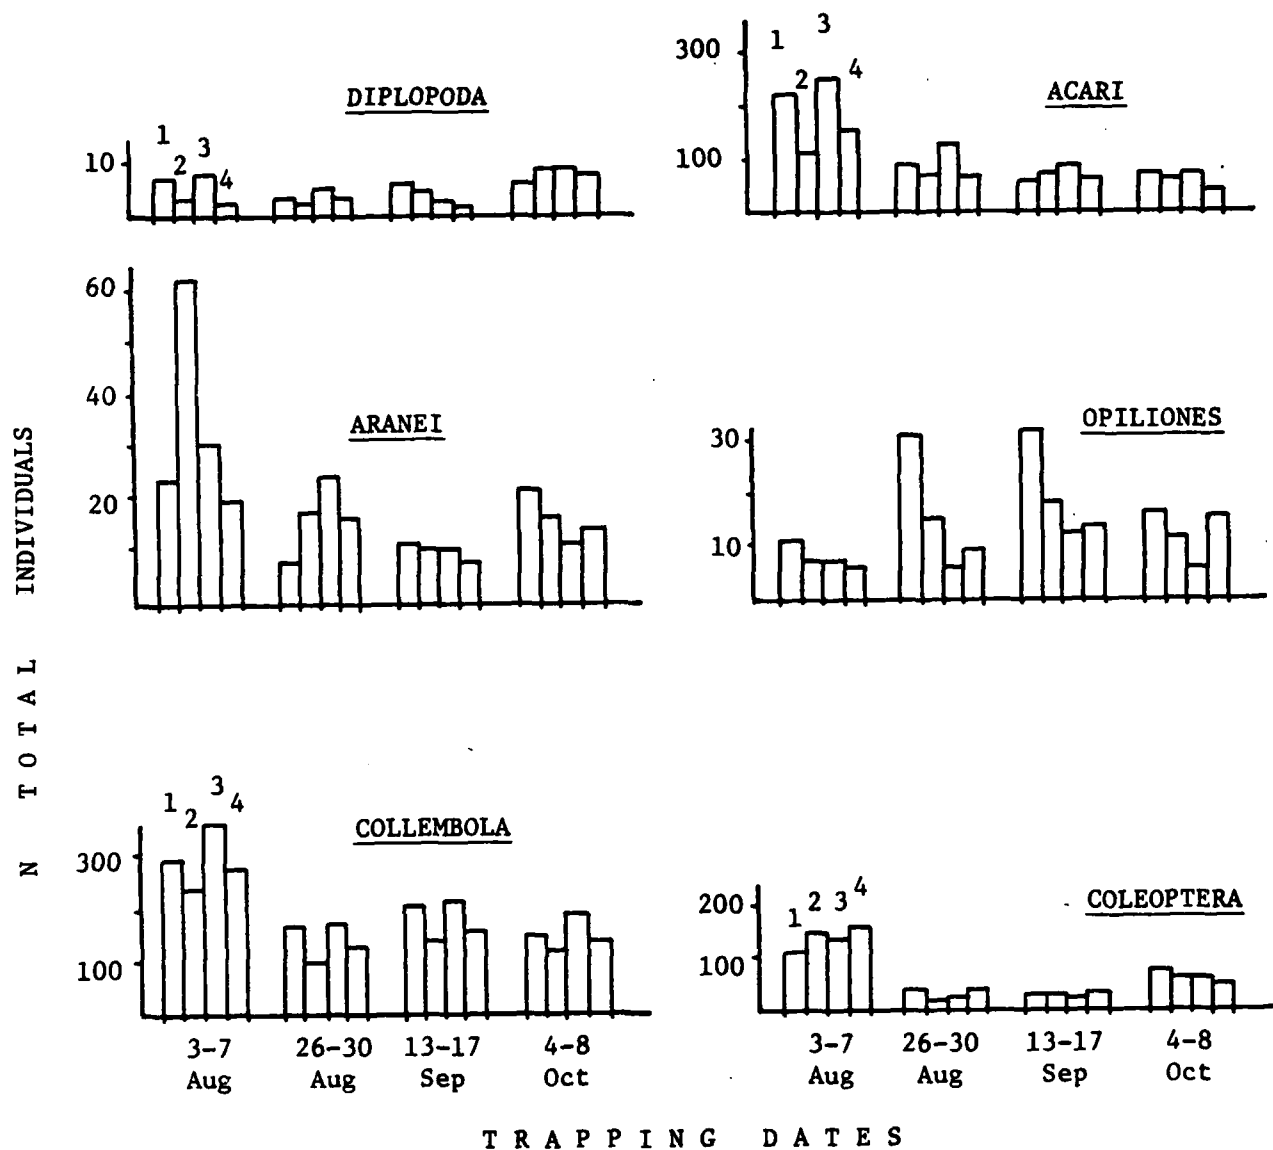 DIPLOPODA
10
1 2 3 4
ACARI
300
100
1 2 3 4
ARANEI
60
40
20
OPILIONES
30
10
COLLEMBOLA
300
100
1 2 3 4
COLEOPTERA
200
100
1 2 3 4
3-7 26-30 13-17 4-8
Aug Aug Sep Oct
3-7 26-30 13-17 4-8
Aug Aug Sep Oct
N TOTAL INDIVIDUALS
TRAPPING DATES